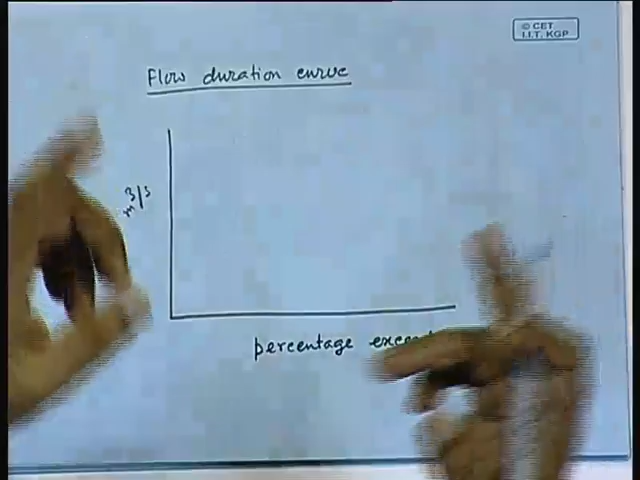 © CET
I.I.T. KGP
Flow duration curve
m3/s
percentage